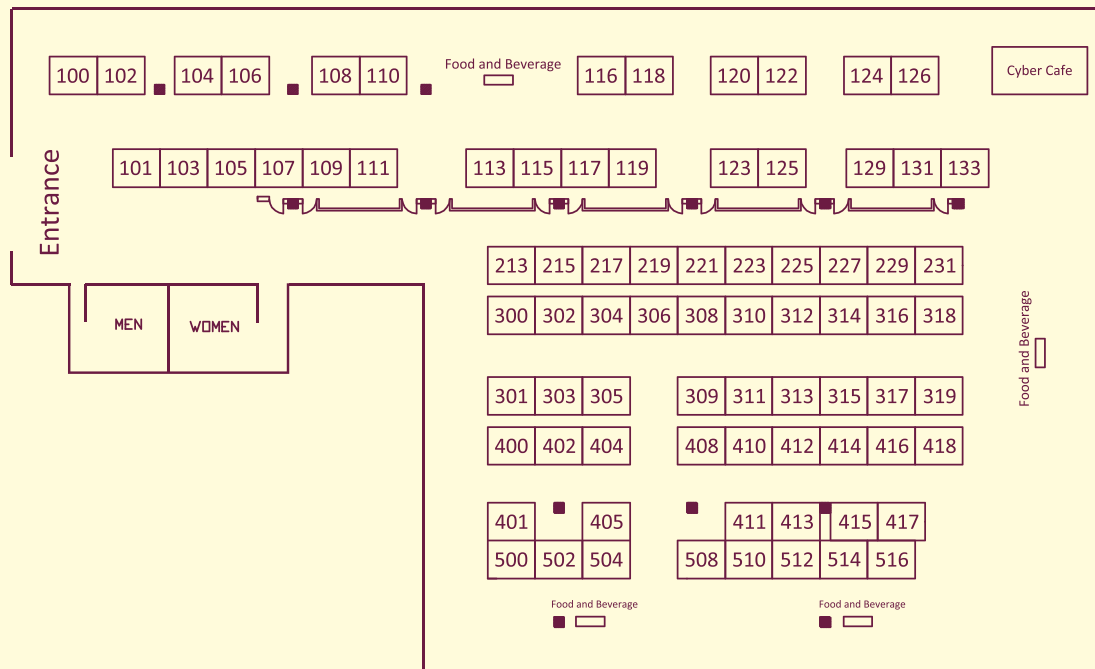 Food and Beverage
100 102 104 106 108 110 116 118 120 122 124 126 Cyber Cafe
Entrance
101 103 105 107 109 111 113 115 117 119 123 125 129 131 133
213 215 217 219 221 223 225 227 229 231
300 302 304 306 308 310 312 314 316 318
MEN WOMEN
Food and Beverage
301 303 305 309 311 313 315 317 319
400 402 404 408 410 412 414 416 418
401 405 411 413 415 417
500 502 504 508 510 512 514 516
Food and Beverage Food and Beverage